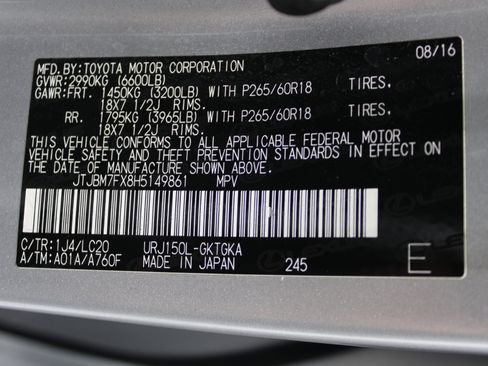 08/16
MFD.BY:TOYOTA MOTOR CORPORATION
GVWR:2990KG (6600LB)
GAWR:FRT. 1450KG (3200LB) WITH P265/60R18 TIRES.
18X7 1/2J RIMS.
RR. 1795KG (3965LB) WITH P265/60R18 TIRES.
18X7 1/2J RIMS.
THIS VEHICLE CONFORMS TO ALL APPLICABLE FEDERAL MOTOR
VEHICLE SAFETY AND THEFT PREVENTION STANDARDS IN EFFECT ON
THE DATE OF MANUFACTURE SHOWN ABOVE.
JTJBM7FX8H5149861 MPV
C/TR:1J4/LC20 URJ150L-GKTGKA
A/TM:A01A/A760F MADE IN JAPAN 245 E